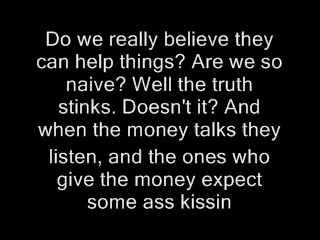 Do we really believe they
can help things? Are we so
naive? Well the truth
stinks. Doesn't it? And
when the money talks they
listen, and the ones who
give the money expect
some ass kissin